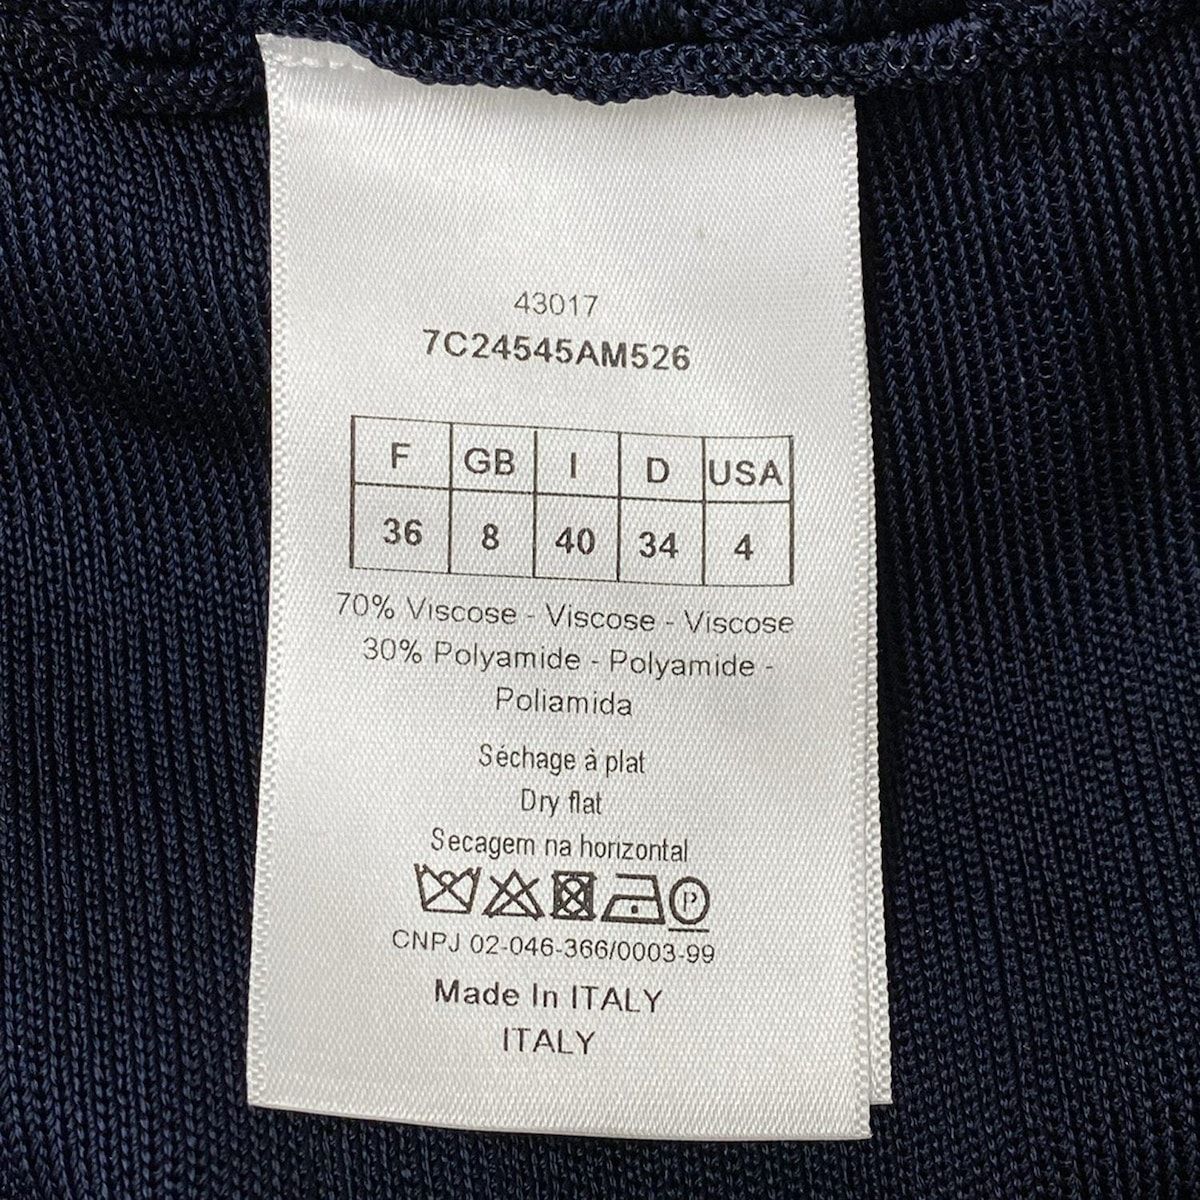 43017
7C24545AM526
F GB I D USA
36 8 40 34 4
70% Viscose - Viscose - Viscose
30% Polyamide - Polyamide -
Poliamida
Séchage à plat
Dry flat
Secagem na horizontal
P
CNPJ 02-046-366/0003-99
Made In ITALY
ITALY